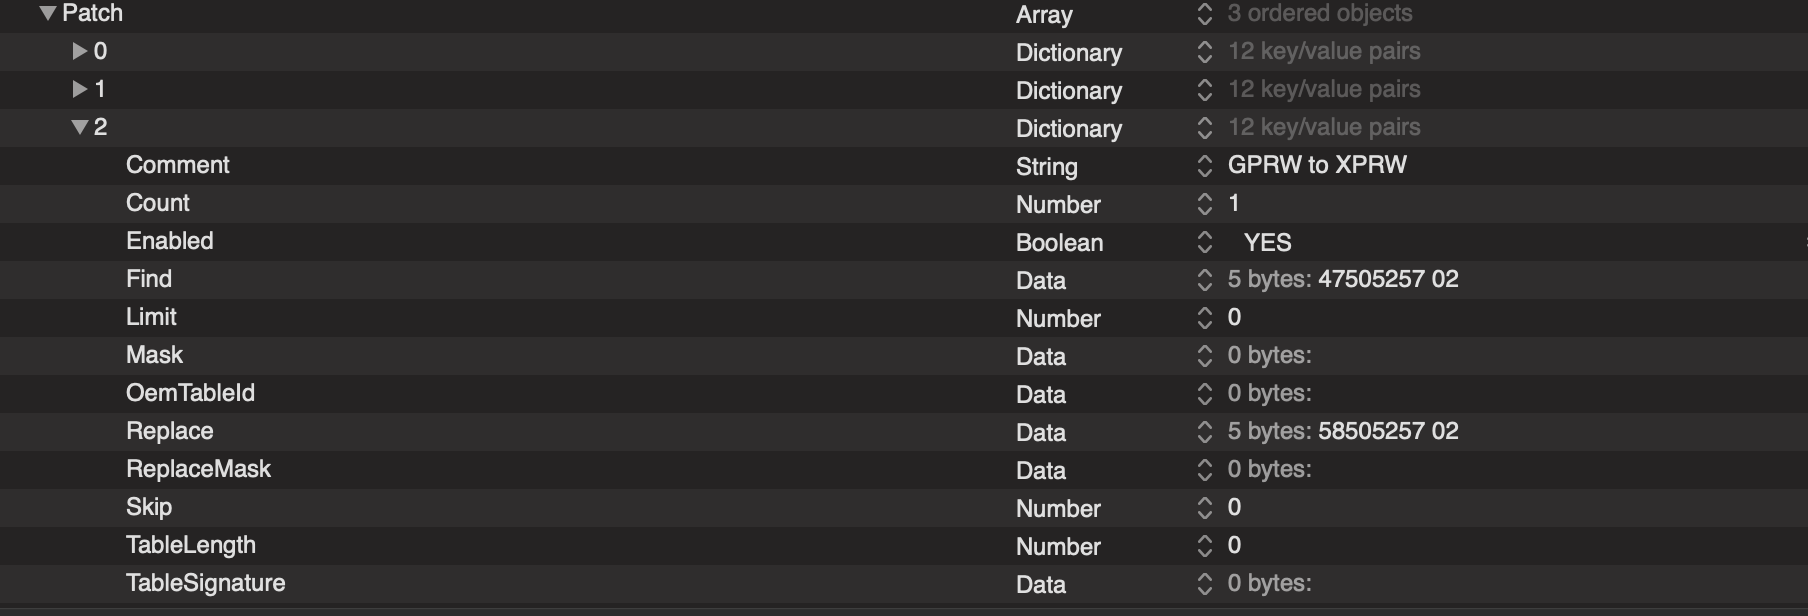 Patch Array 3 ordered objects
0 Dictionary 12 key/value pairs
1 Dictionary 12 key/value pairs
2 Dictionary 12 key/value pairs
Comment String GPRW to XPRW
Count Number 1
Enabled Boolean YES
Find Data 5 bytes: 47505257 02
Limit Number 0
Mask Data 0 bytes:
OemTableId Data 0 bytes:
Replace Data 5 bytes: 58505257 02
ReplaceMask Data 0 bytes:
Skip Number 0
TableLength Number 0
TableSignature Data 0 bytes: